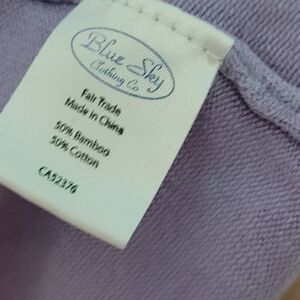 Blue Sky
Clothing Co
Fair Trade
Made in China
50% Bamboo
50% Cotton
CA52376